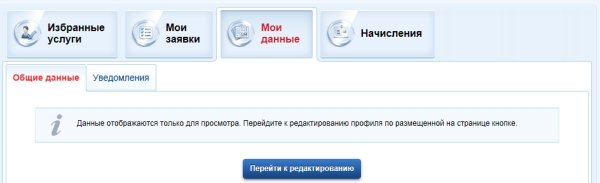 Избранные
услуги
Мои
заявки
Мои
данные
Начисления
Общие данные
Уведомления
Данные отображаются только для просмотра. Перейдите к редактированию профиля по размещенной на странице кнопке.
Перейти к редактированию